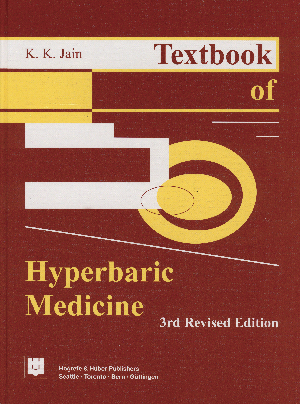 K. K. Jain
Textbook
of
Hyperbaric
Medicine
3rd Revised Edition
Hogrefe & Huber Publishers
Seattle · Toronto · Bern · Göttingen